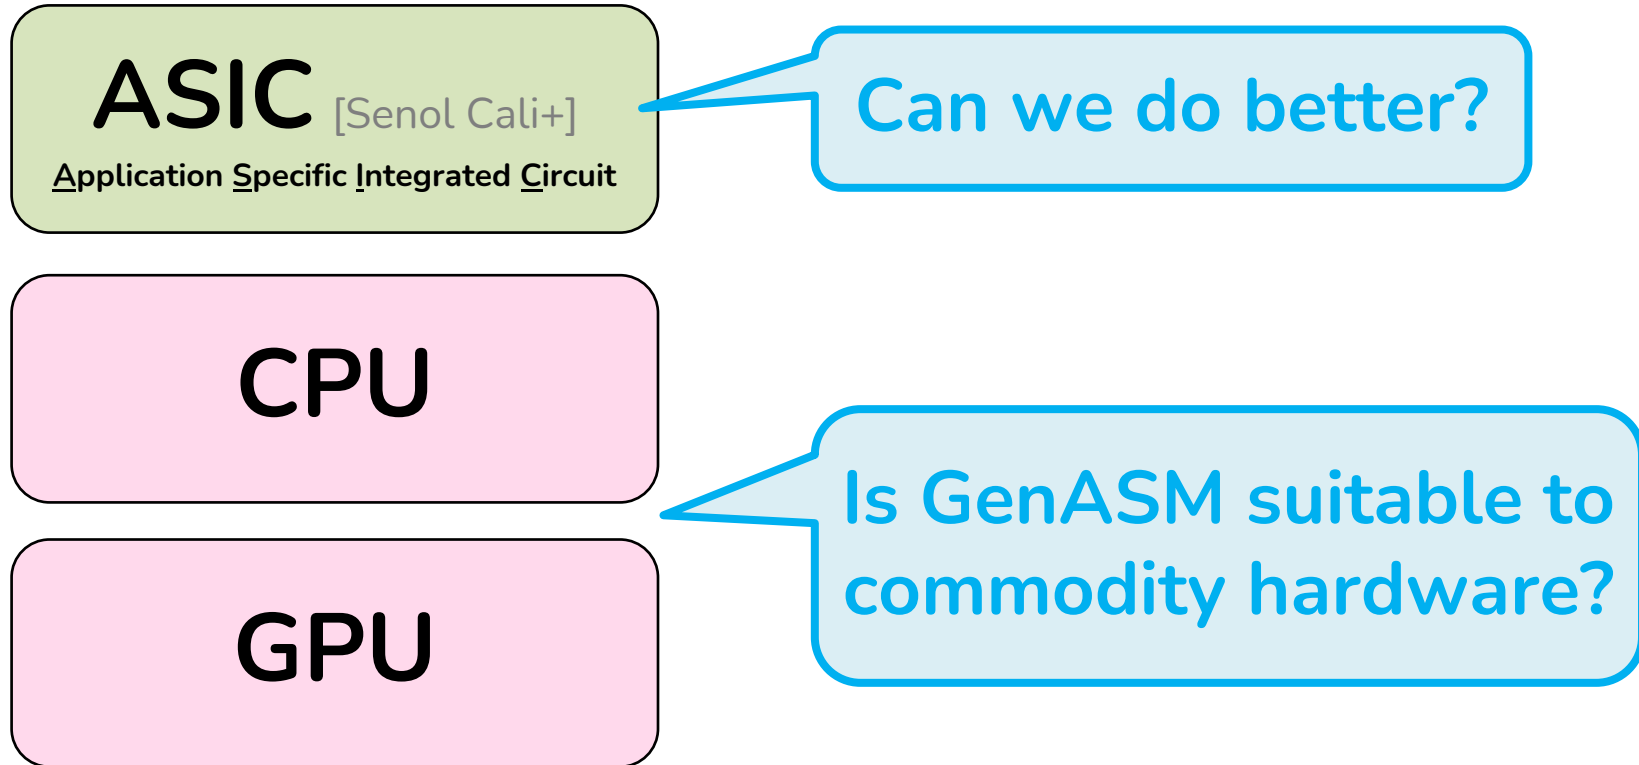 ASIC [Senol Cali+]
Application Specific Integrated Circuit
Can we do better?
CPU
Is GenASM suitable to
commodity hardware?
GPU